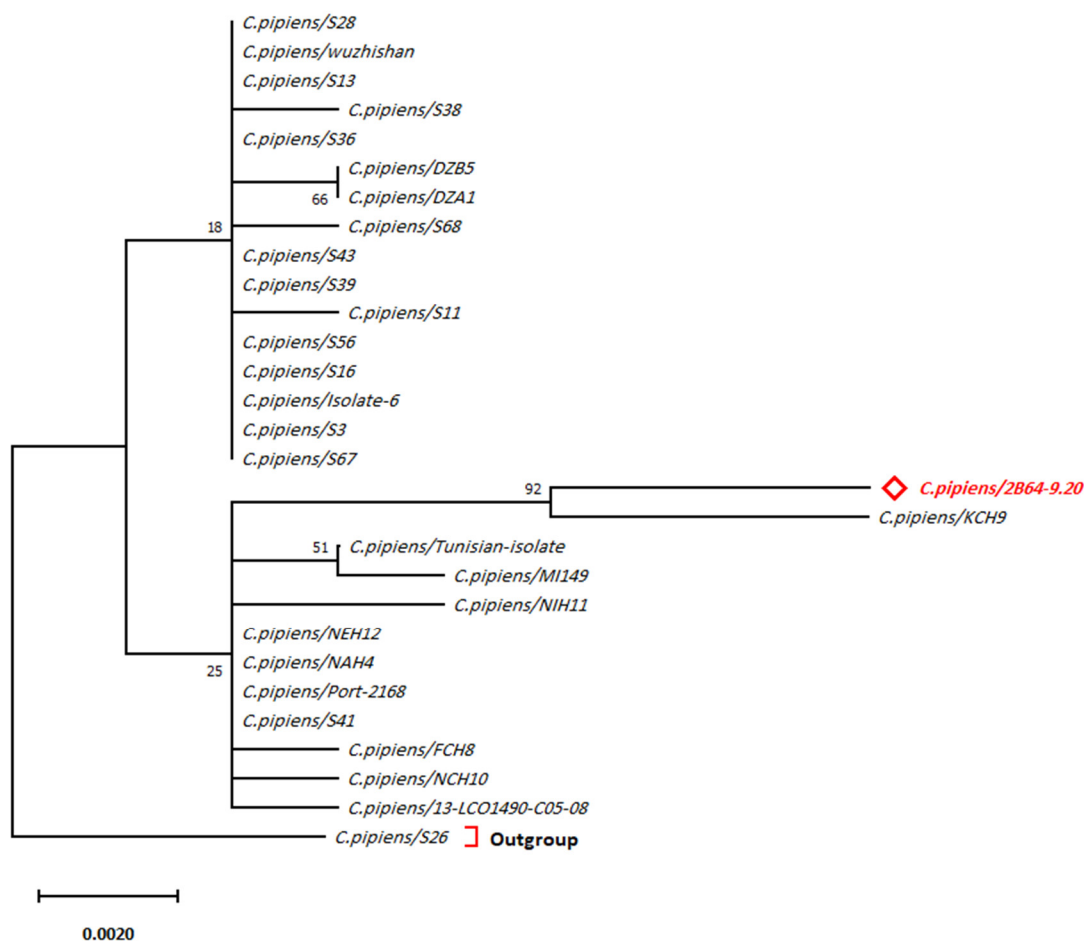 C.pipiens/S28
C.pipiens/wuzhishan
C.pipiens/S13
C.pipiens/S38
C.pipiens/S36
C.pipiens/DZB5
66 C.pipiens/DZA1
C.pipiens/S68
18
C.pipiens/S43
C.pipiens/S39
C.pipiens/S11
C.pipiens/S56
C.pipiens/S16
C.pipiens/Isolate-6
C.pipiens/S3
C.pipiens/S67
92 C.pipiens/2B64-9.20
C.pipiens/KCH9
51 C.pipiens/Tunisian-isolate
C.pipiens/MI149
C.pipiens/NIH11
C.pipiens/NEH12
C.pipiens/NAH4
25
C.pipiens/Port-2168
C.pipiens/S41
C.pipiens/FCH8
C.pipiens/NCH10
C.pipiens/13-LCO1490-C05-08
C.pipiens/S26 Outgroup
0.0020